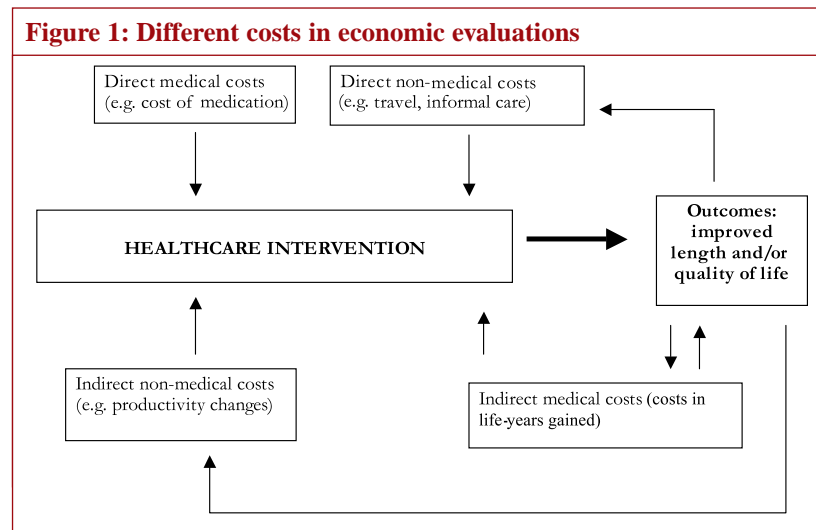 Figure 1: Different costs in economic evaluations
Direct medical costs
(e.g. cost of medication)
Direct non-medical costs
(e.g. travel, informal care)
HEALTHCARE INTERVENTION
Outcomes:
improved
length and/or
quality of life
Indirect non-medical costs
(e.g. productivity changes)
Indirect medical costs (costs in
life-years gained)